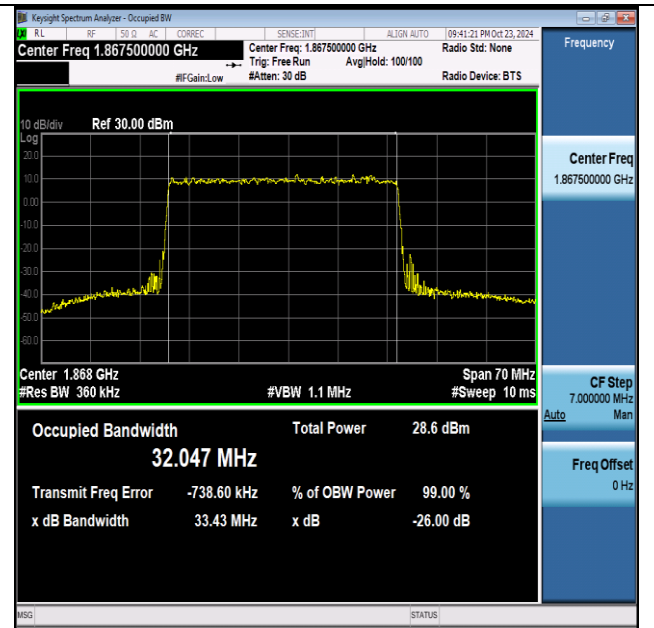 Keysight Spectrum Analyzer - Occupied BW
RL RF 50 Ω AC CORREC SENSE:INT ALIGN AUTO 09:41:21 PM Oct 23, 2024
Center Freq 1.867500000 GHz
Center Freq: 1.867500000 GHz
Radio Std: None
Trig: Free Run Avg|Hold: 100/100
#IFGain:Low
#Atten: 30 dB
Radio Device: BTS
Frequency
10 dB/div Ref 30.00 dBm
Log
20.0
10.0
0.00
-10.0
-20.0
-30.0
-40.0
-50.0
-60.0
Center 1.868 GHz
Span 70 MHz
#Res BW 360 kHz
#VBW 1.1 MHz
#Sweep 10 ms
Center Freq
1.867500000 GHz
CF Step
7.000000 MHz
Auto Man
Freq Offset
0 Hz
Occupied Bandwidth
Total Power 28.6 dBm
32.047 MHz
Transmit Freq Error -738.60 kHz
% of OBW Power 99.00 %
x dB Bandwidth 33.43 MHz
x dB -26.00 dB
MSG
STATUS